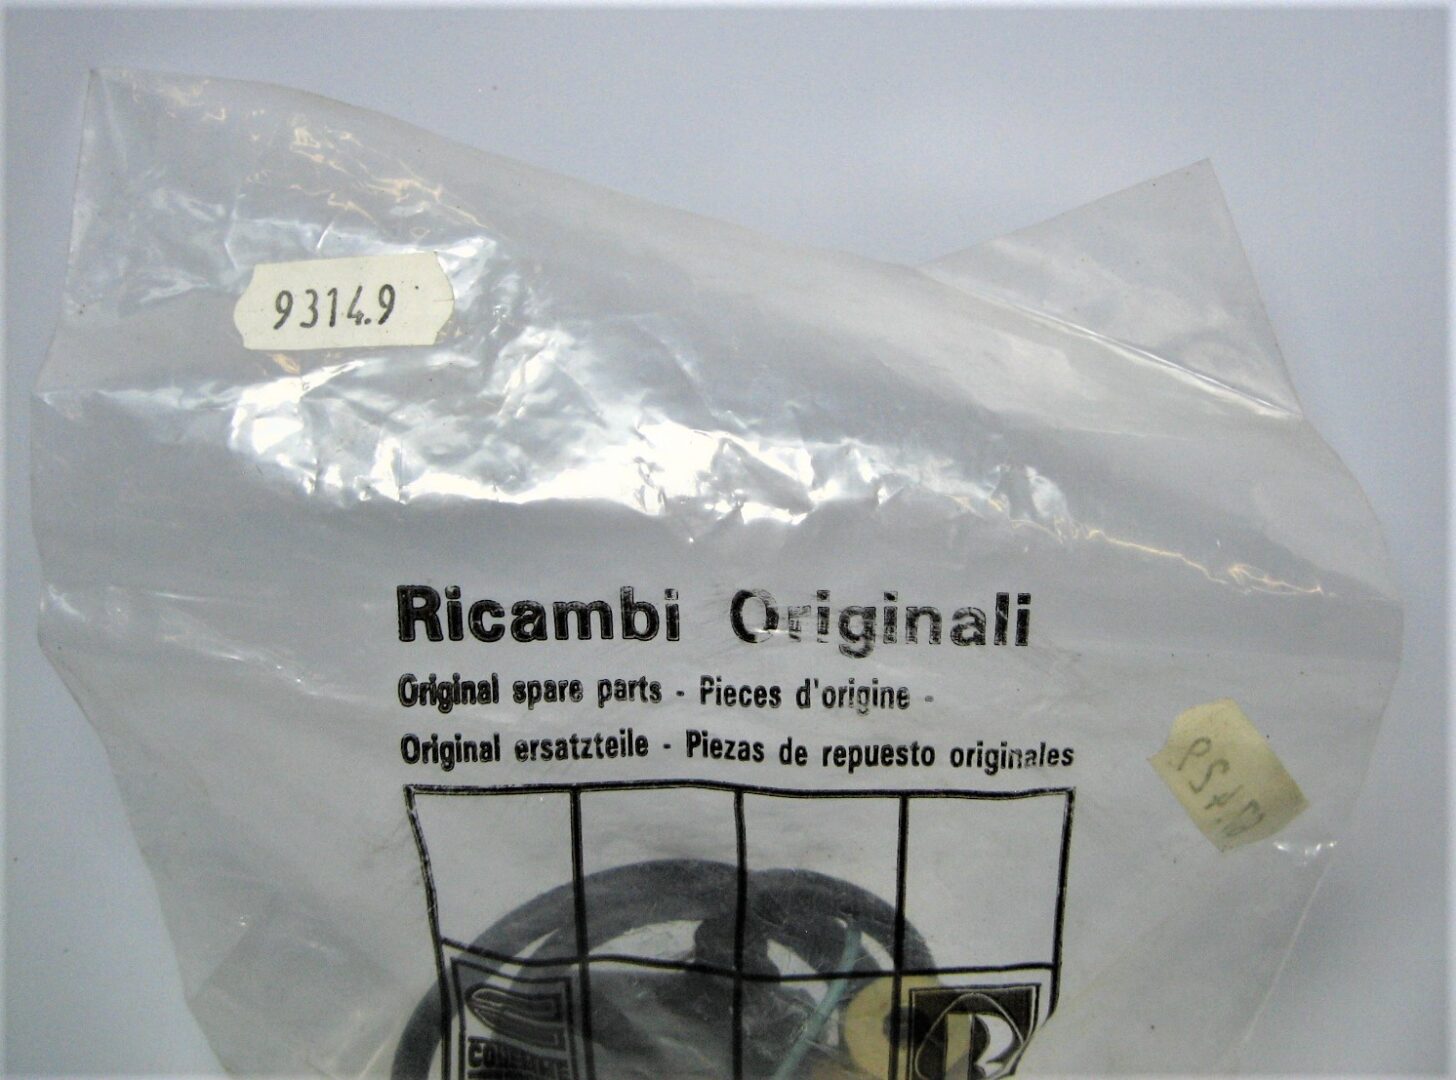 9314.9
Ricambi Originali
Original spare parts - Pieces d'origine -
Original ersatzteile - Piezas de repuesto originales
R